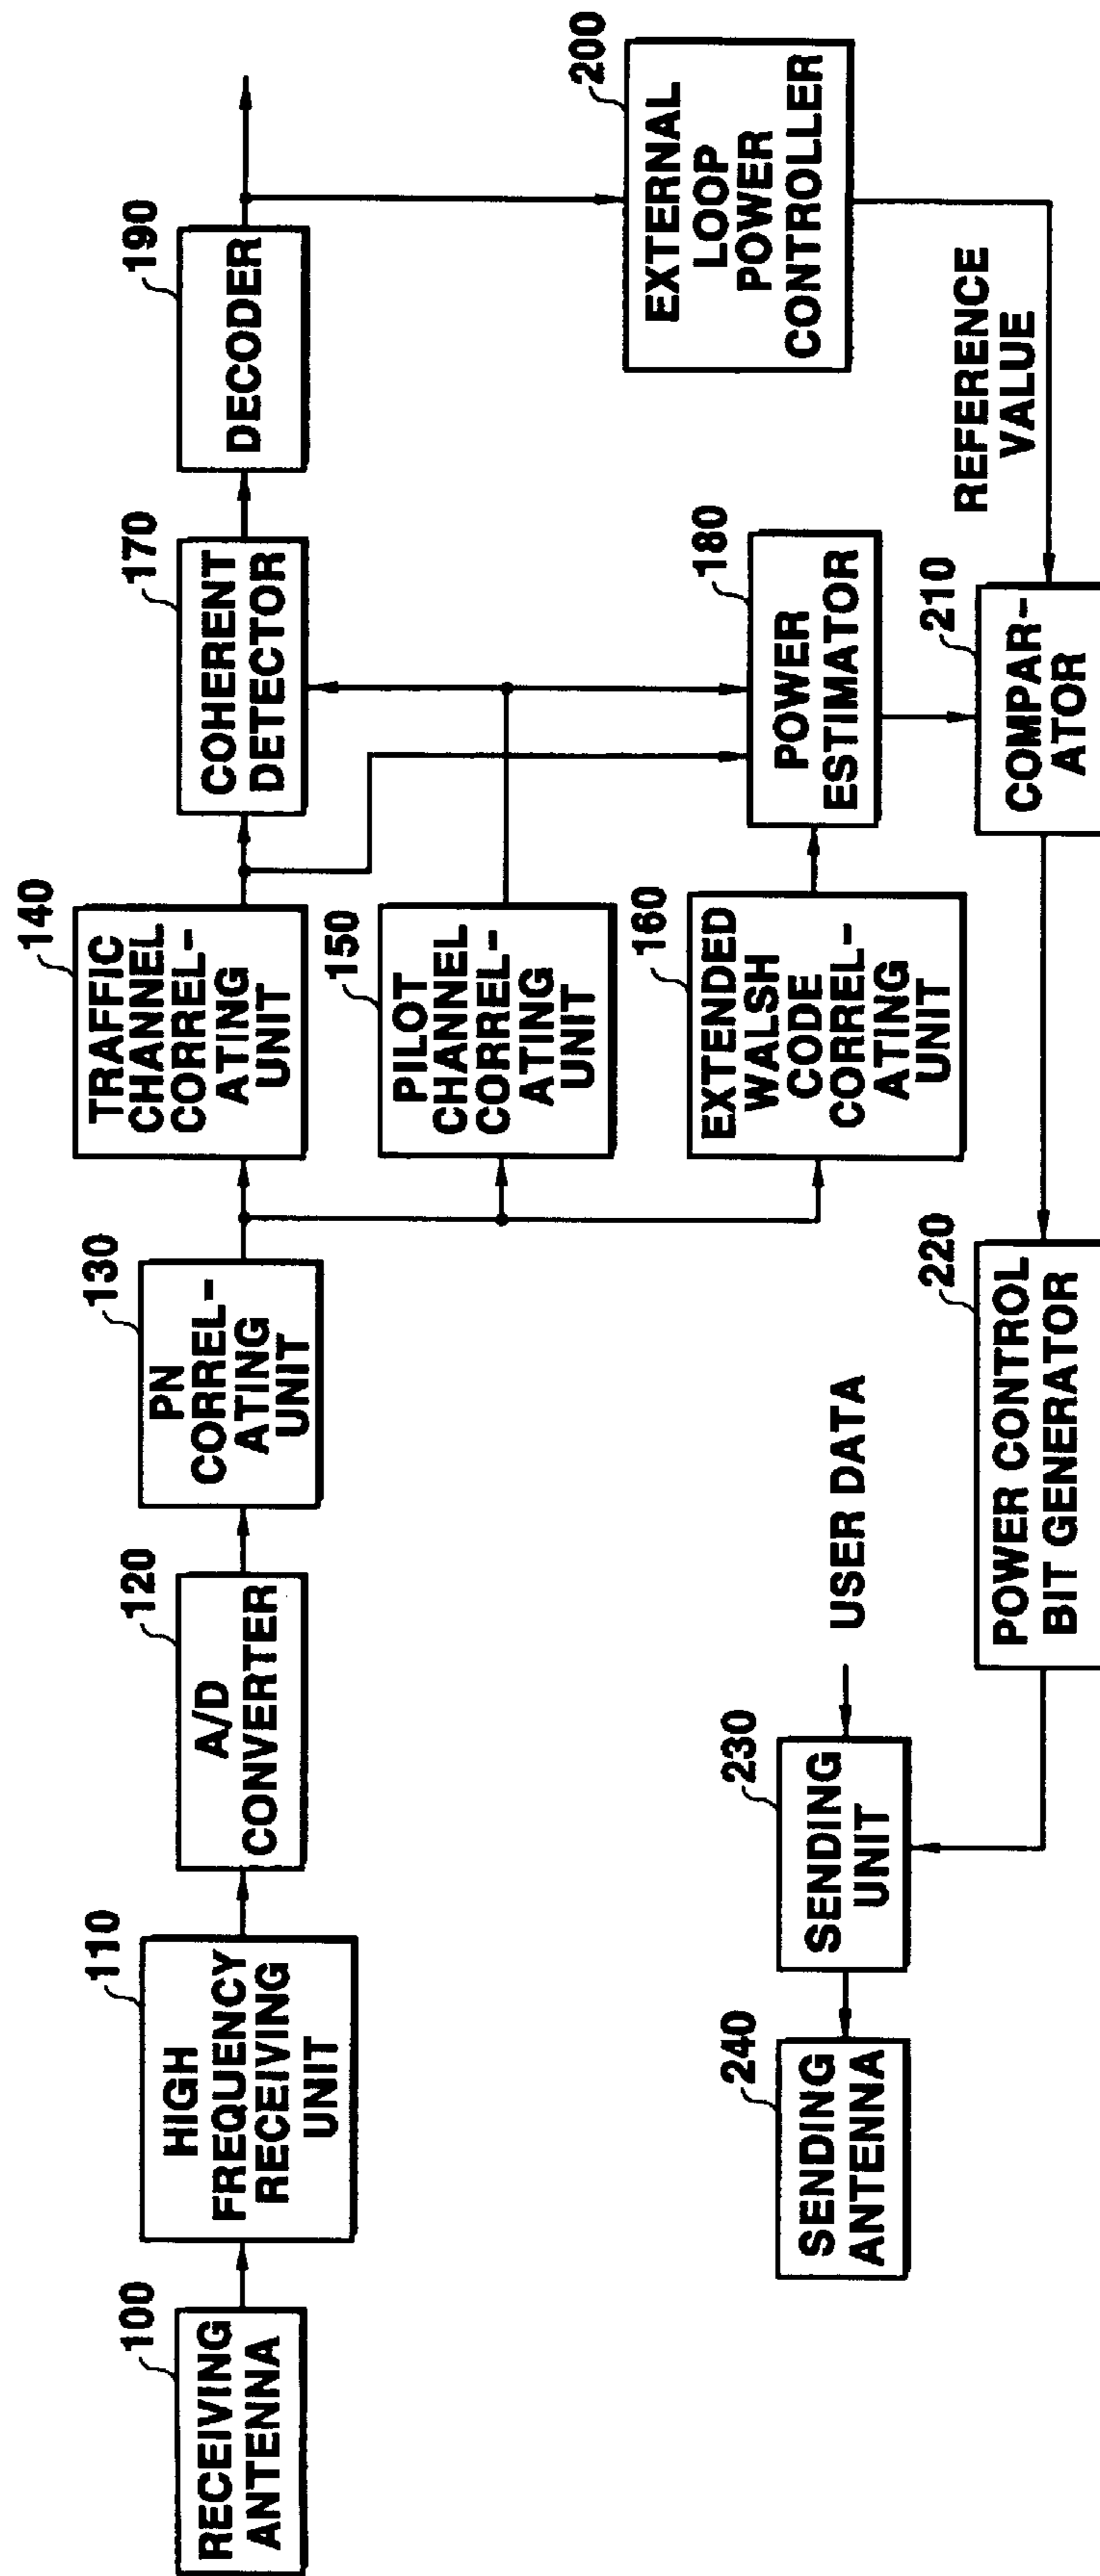 100
RECEIVING
ANTENNA
110
HIGH
FREQUENCY
RECEIVING
UNIT
120
A/D
CONVERTER
130
PN
CORREL-
ATING
UNIT
140
TRAFFIC
CHANNEL
CORREL-
ATING
UNIT
150
PILOT
CHANNEL
CORREL-
ATING
UNIT
160
EXTENDED
WALSH
CODE
CORREL-
ATING
UNIT
170
COHERENT
DETECTOR
180
POWER
ESTIMATOR
190
DECODER
200
EXTERNAL
LOOP
POWER
CONTROLLER
REFERENCE
VALUE
210
COMPAR-
ATOR
220
POWER CONTROL
BIT GENERATOR
USER DATA
230
SENDING
UNIT
240
SENDING
ANTENNA